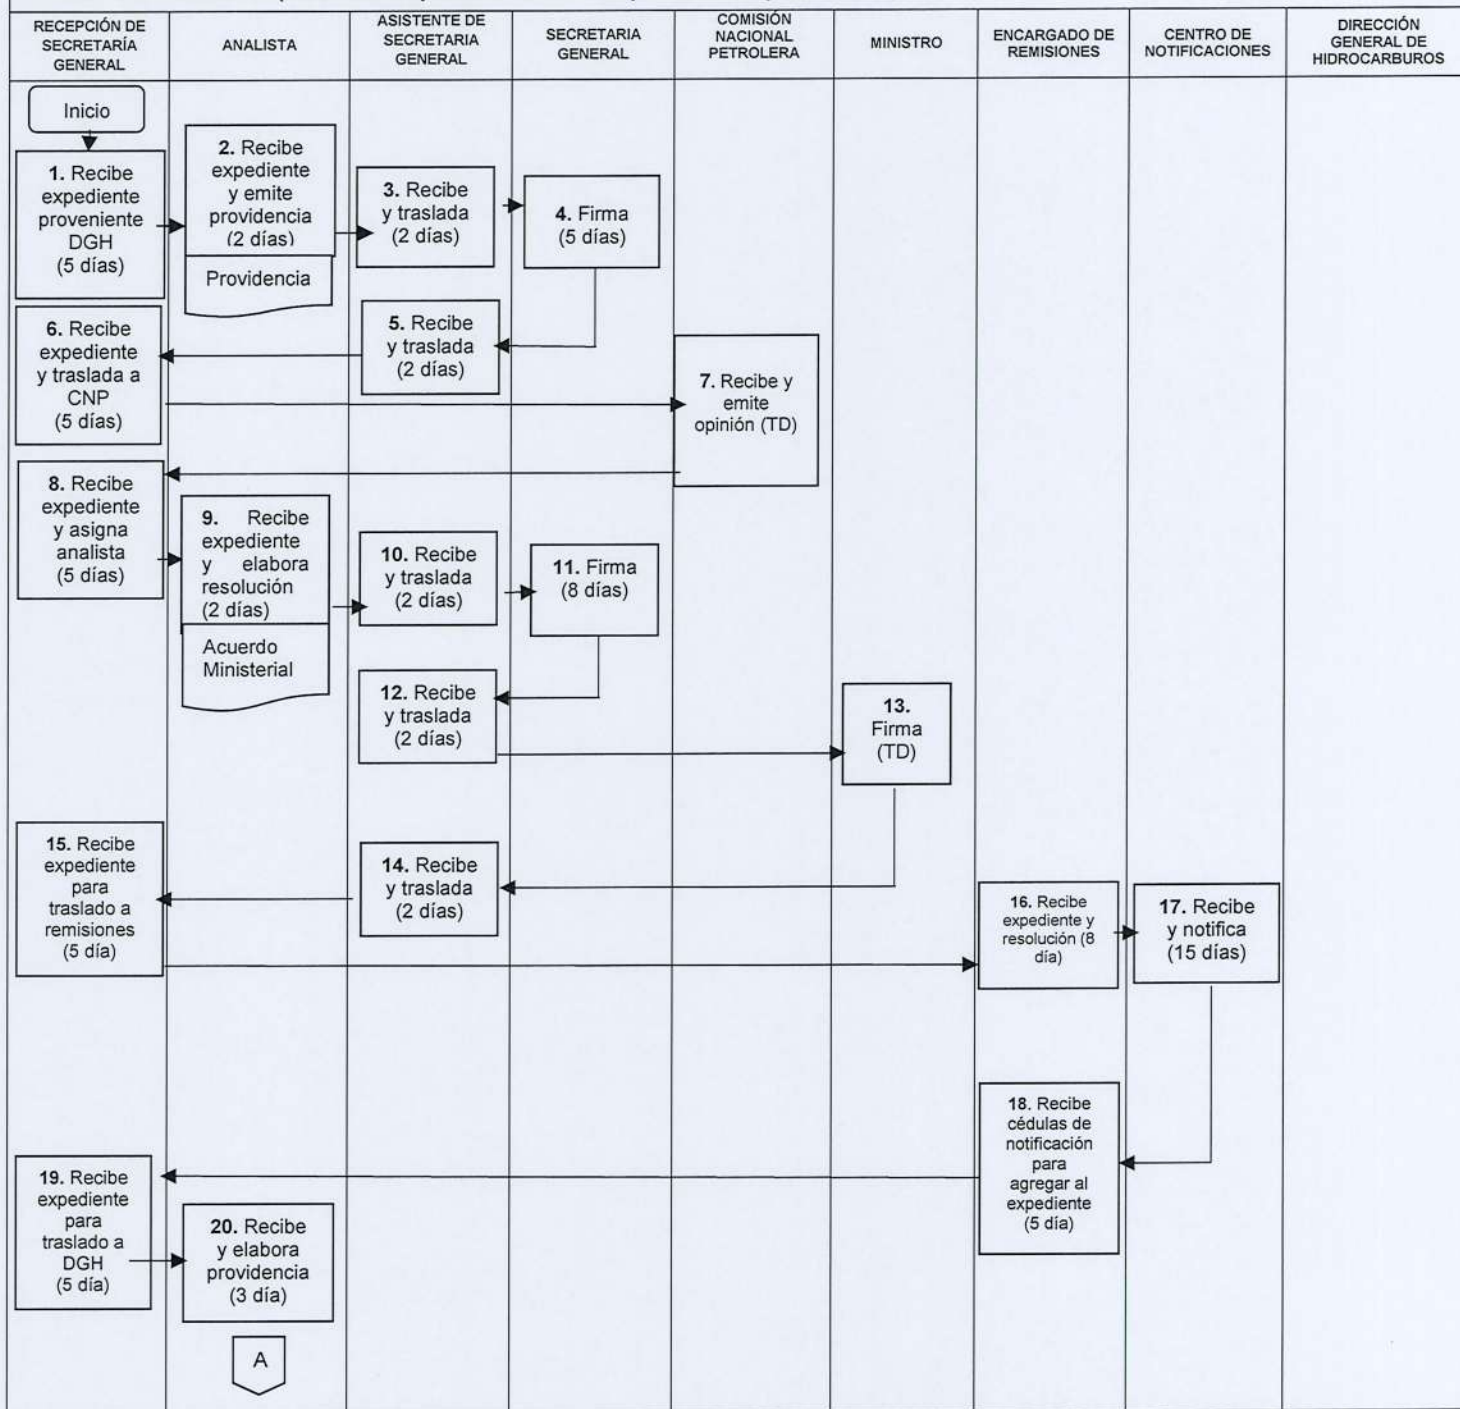 RECEPCIÓN DE
SECRETARÍA
GENERAL
ANALISTA
ASISTENTE DE
SECRETARIA
GENERAL
SECRETARIA
GENERAL
COMISIÓN
NACIONAL
PETROLERA
MINISTRO
ENCARGADO DE
REMISIONES
CENTRO DE
NOTIFICACIONES
DIRECCIÓN
GENERAL DE
HIDROCARBUROS
Inicio
1. Recibe
expediente
proveniente
DGH
(5 días)
2. Recibe
expediente
y emite
providencia
(2 días)
Providencia
3. Recibe
y traslada
(2 días)
4. Firma
(5 días)
5. Recibe
y traslada
(2 días)
6. Recibe
expediente
y traslada a
CNP
(5 días)
7. Recibe y
emite
opinión (TD)
8. Recibe
expediente
y asigna
analista
(5 días)
9. Recibe
expediente
y elabora
resolución
(2 días)
Acuerdo
Ministerial
10. Recibe
y traslada
(2 días)
11. Firma
(8 días)
12. Recibe
y traslada
(2 días)
13.
Firma
(TD)
14. Recibe
y traslada
(2 días)
15. Recibe
expediente
para
traslado a
remisiones
(5 día)
16. Recibe
expediente y
resolución (8
día)
17. Recibe
y notifica
(15 días)
18. Recibe
cédulas de
notificación
para
agregar al
expediente
(5 día)
19. Recibe
expediente
para
traslado a
DGH
(5 día)
20. Recibe
y elabora
providencia
(3 día)
A